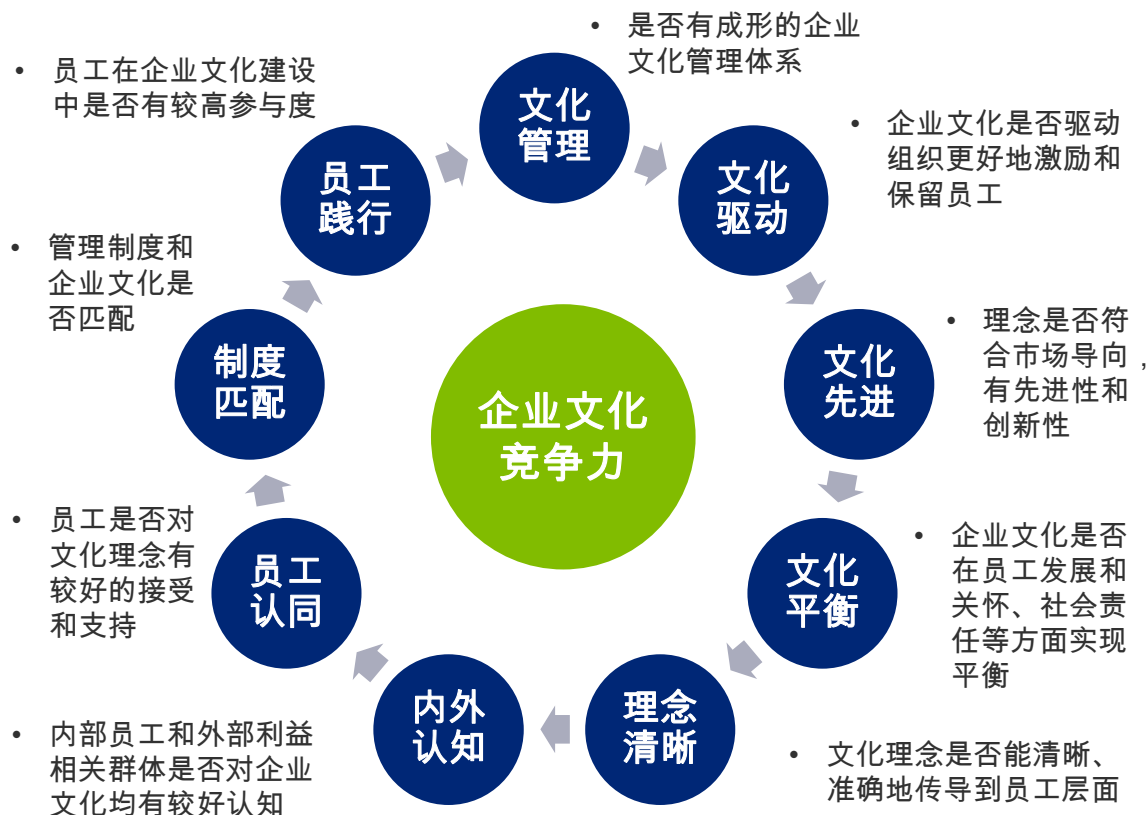 • 是否有成形的企业
文化管理体系
• 员工在企业文化建设
中是否有较高参与度
文化
管理
• 企业文化是否驱动
组织更好地激励和
保留员工
员工
践行
文化
驱动
• 管理制度和
企业文化是
否匹配
• 理念是否符
合市场导向，
有先进性和
创新性
制度
匹配
文化
先进
企业文化
竞争力
• 员工是否对
文化理念有
较好的接受
和支持
• 企业文化是否
在员工发展和
关怀、社会责
任等方面实现
平衡
员工
认同
文化
平衡
内外
认知
理念
清晰
• 内部员工和外部利益
相关群体是否对企业
文化均有较好认知
• 文化理念是否能清晰、
准确地传导到员工层面